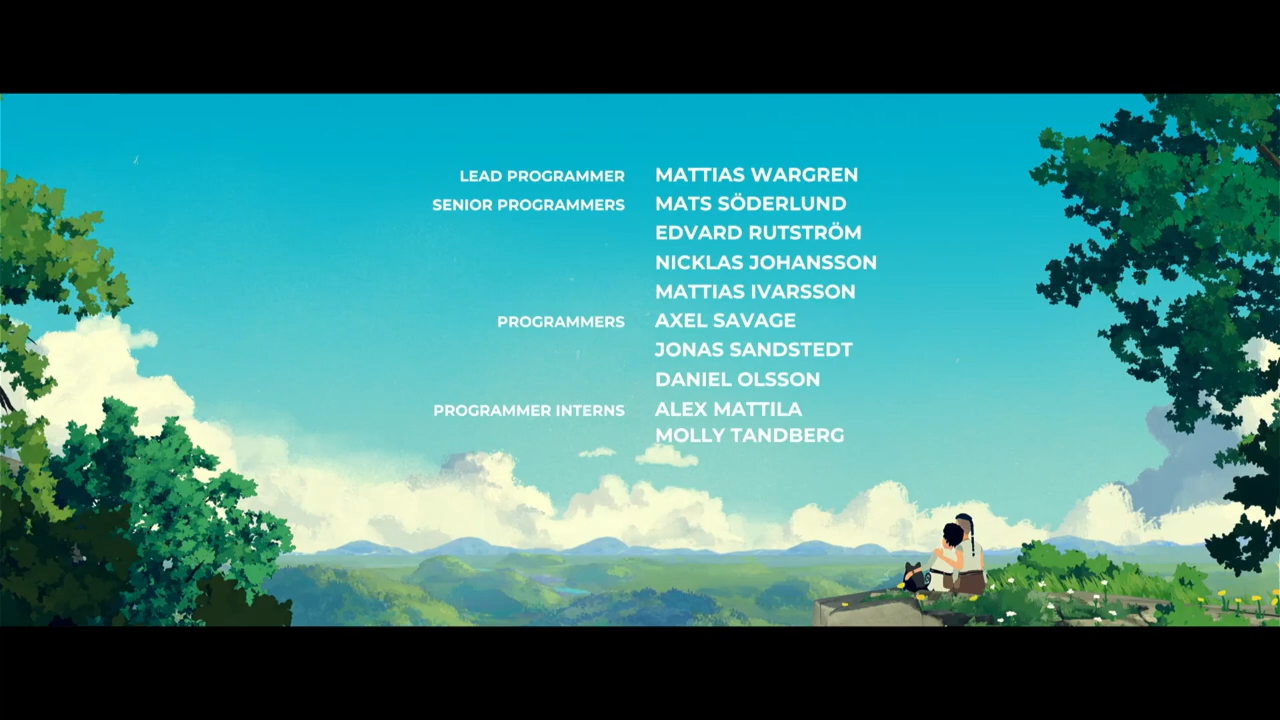 LEAD PROGRAMMER MATTIAS WARGREN
SENIOR PROGRAMMERS MATS SÖDERLUND
EDVARD RUTSTRÖM
NICKLAS JOHANSSON
MATTIAS IVARSSON
PROGRAMMERS AXEL SAVAGE
JONAS SANDSTEDT
DANIEL OLSSON
PROGRAMMER INTERNS ALEX MATTILA
MOLLY TANDBERG